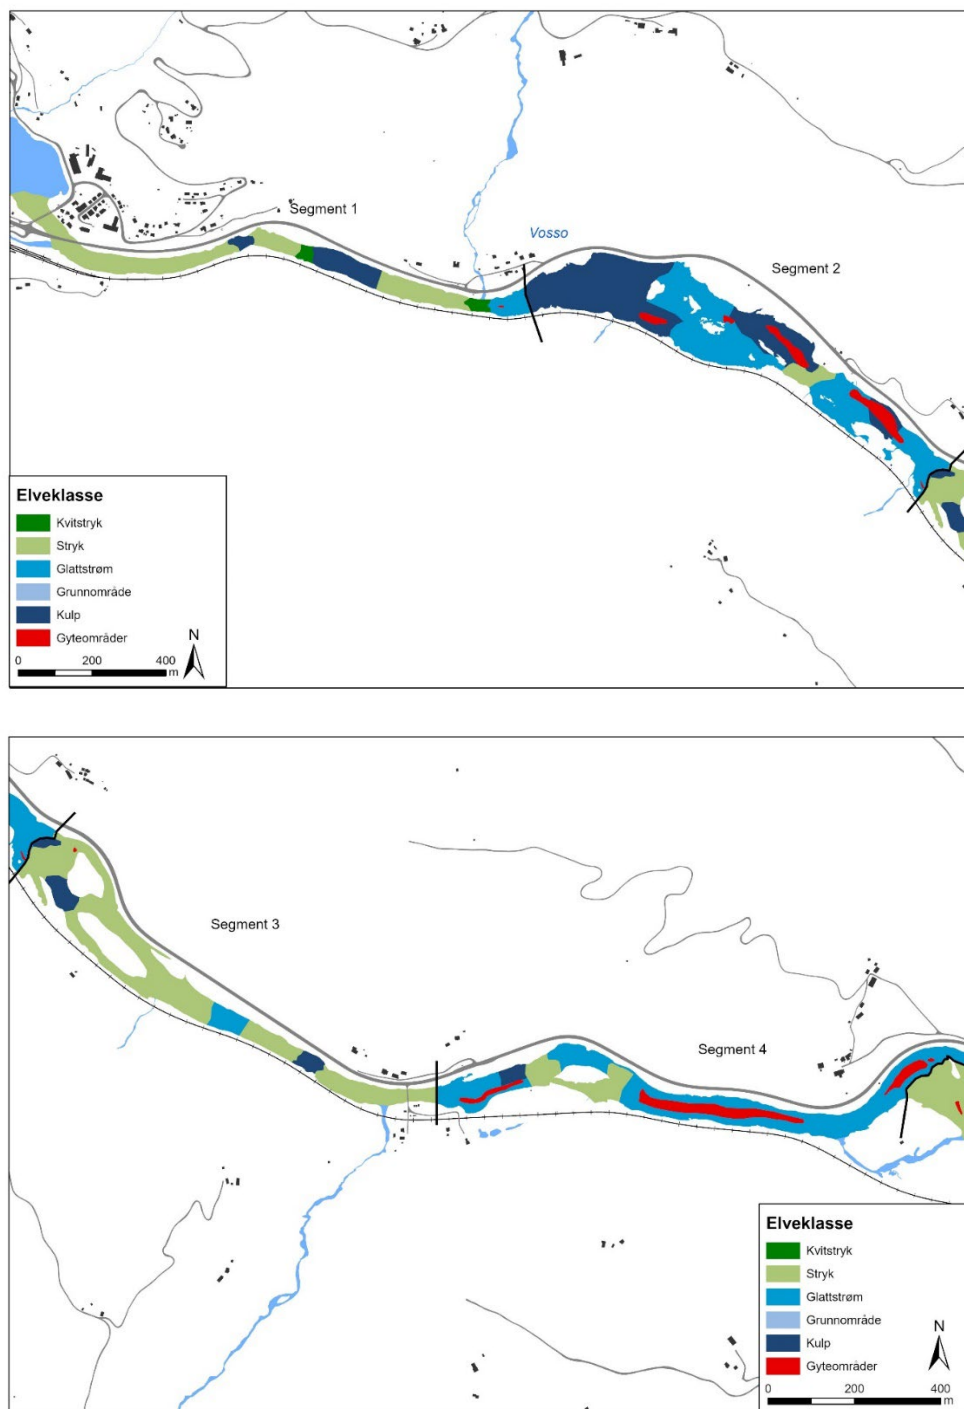 Segment 1
Vosso
Segment 2
Elveklasse
Kvitstryk
Stryk
Glattstrøm
Grunnområde
Kulp
Gyteområder
N
0 200 400
m
Segment 3
Segment 4
Elveklasse
Kvitstryk
Stryk
Glattstrøm
Grunnområde
Kulp
Gyteområder
N
0 200 400
m